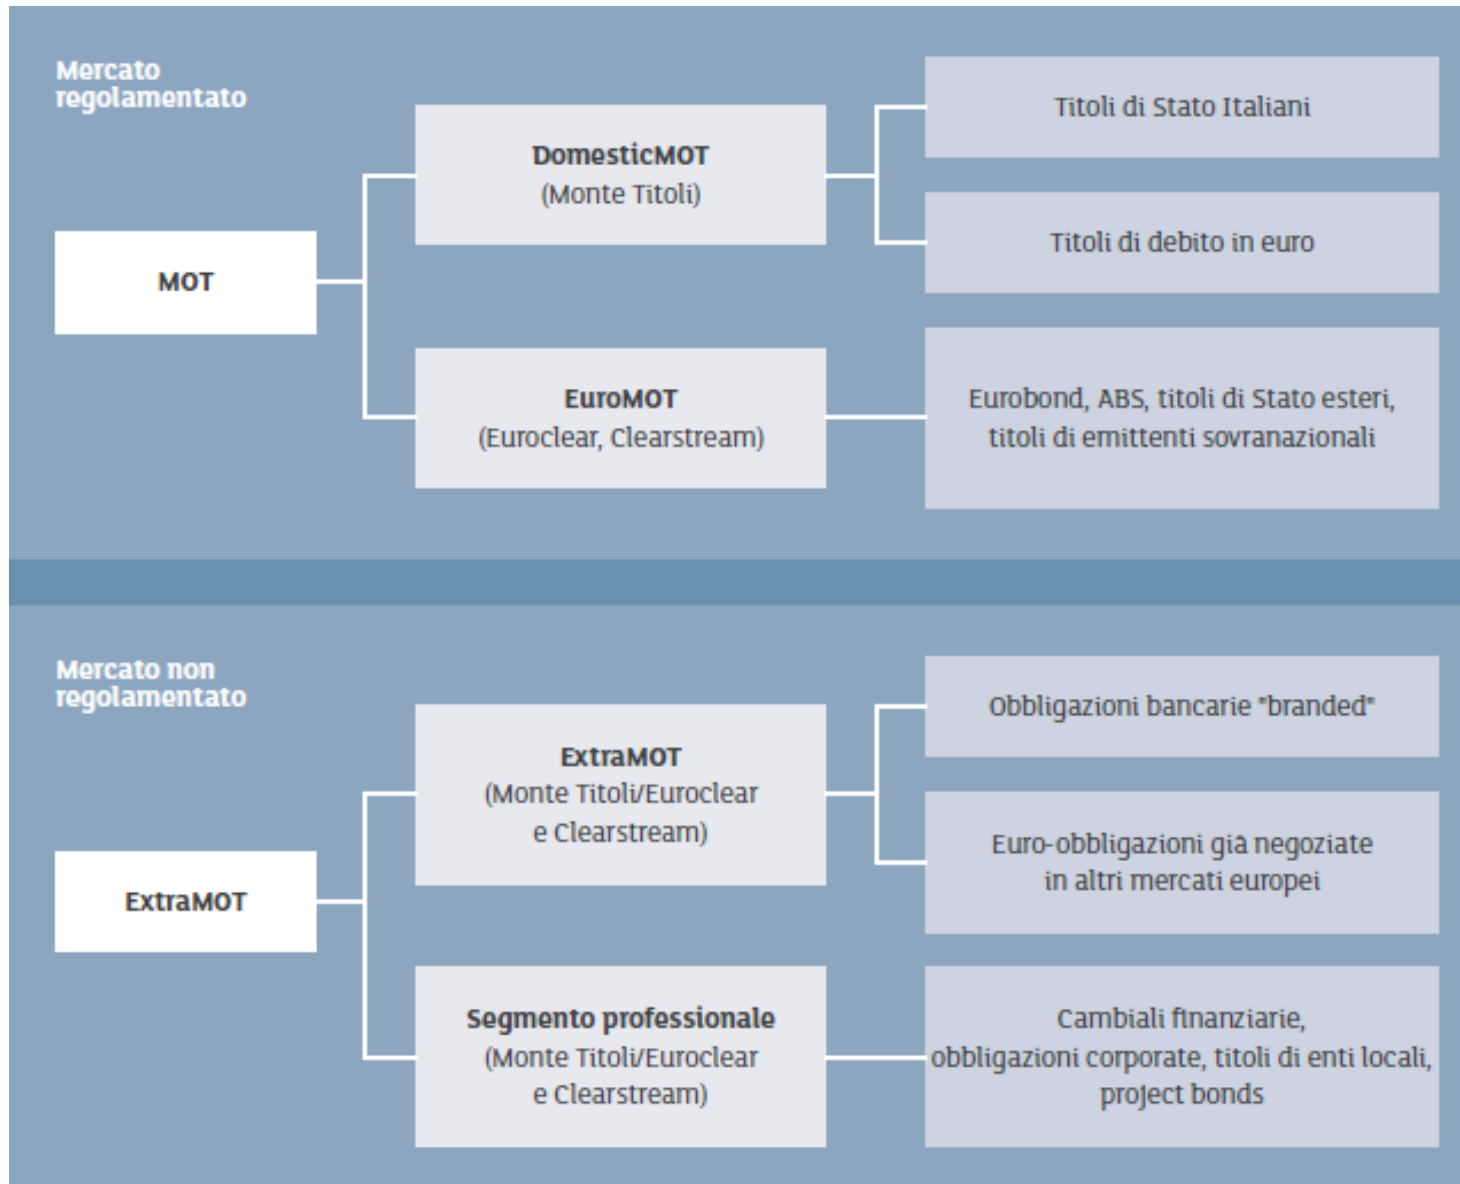 Mercato
regolamentato
MOT
DomesticMOT
(Monte Titoli)
Titoli di Stato Italiani
Titoli di debito in euro
EuroMOT
(Euroclear, Clearstream)
Eurobond, ABS, titoli di Stato esteri,
titoli di emittenti sovranazionali
Mercato non
regolamentato
ExtraMOT
ExtraMOT
(Monte Titoli/Euroclear
e Clearstream)
Obbligazioni bancarie "branded"
Euro-obbligazioni già negoziate
in altri mercati europei
Segmento professionale
(Monte Titoli/Euroclear
e Clearstream)
Cambiali finanziarie,
obbligazioni corporate, titoli di enti locali,
project bonds